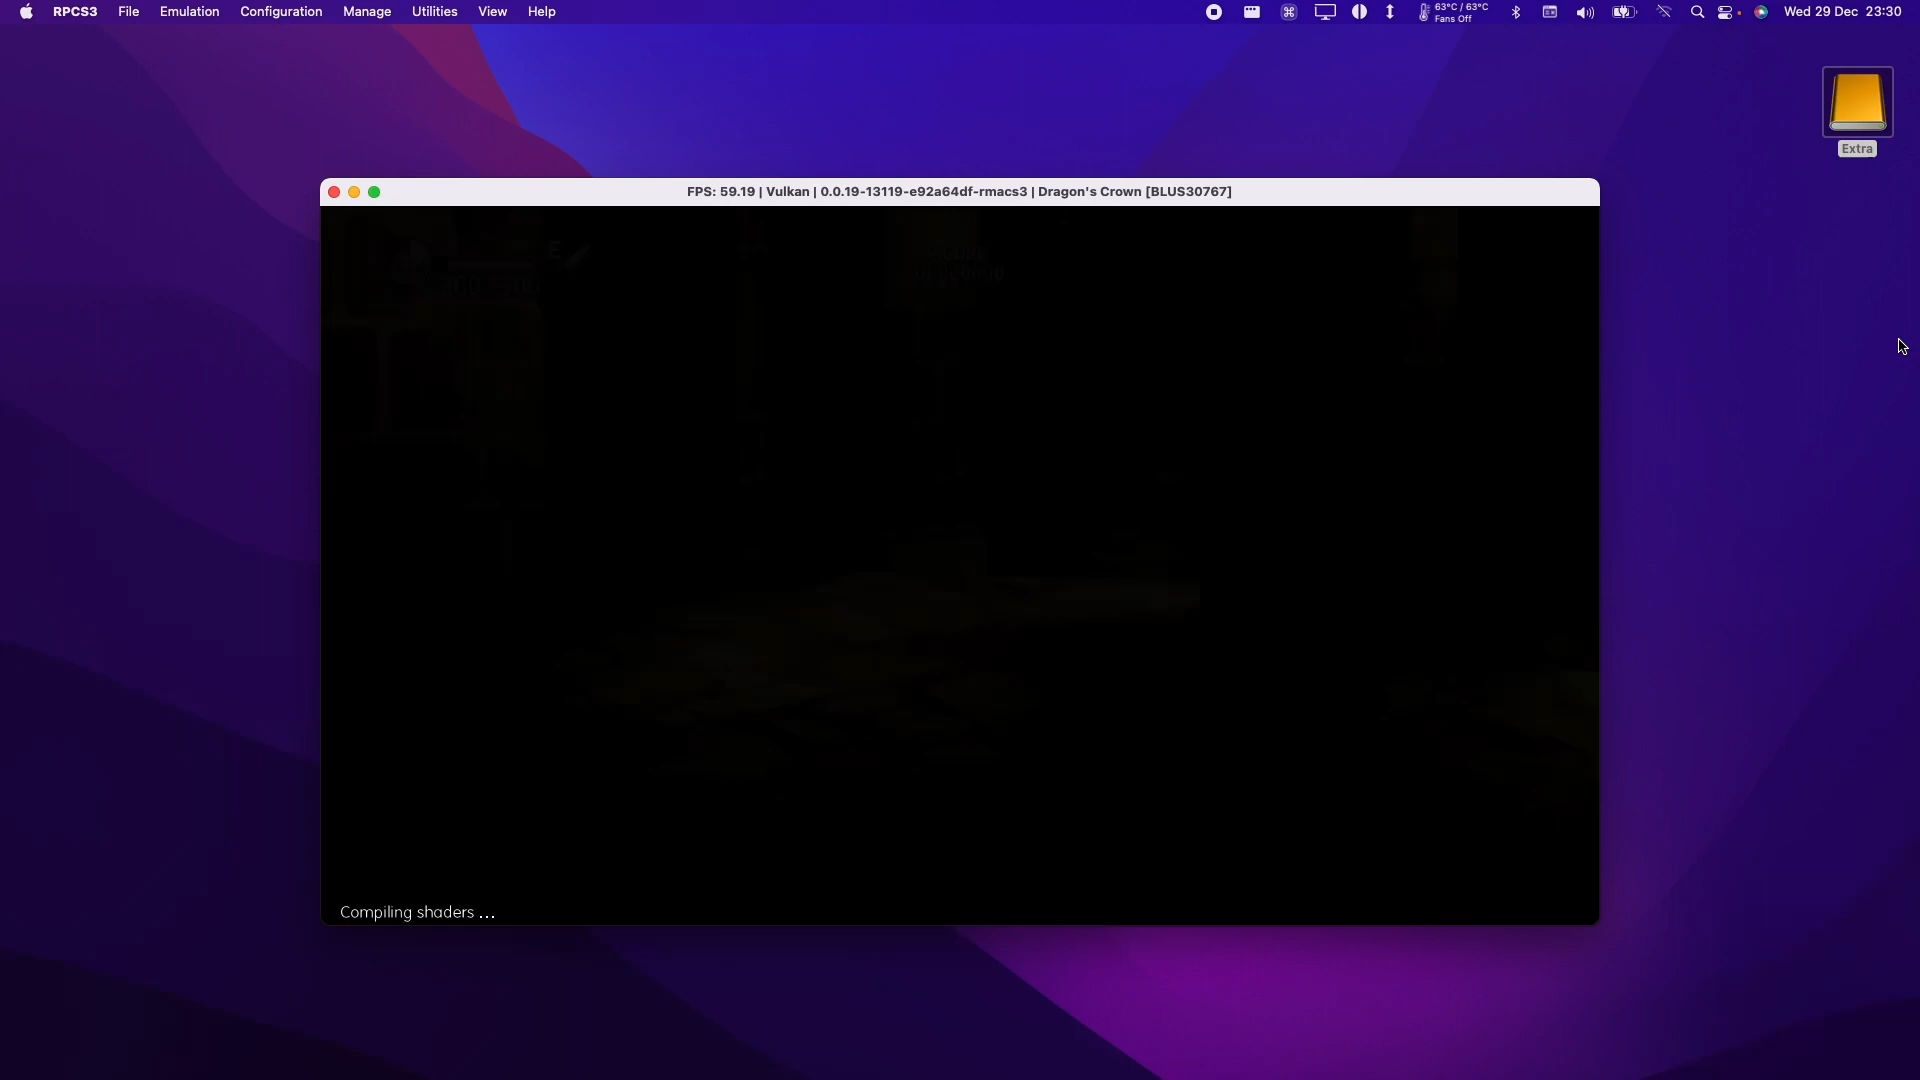 RPCS3 File Emulation Configuration Manage Utilities View Help 63°C / 63°C Fans Off Wed 29 Dec 23:30
Extra
FPS: 59.19 | Vulkan | 0.0.19-13119-e92a64df-rmacs3 | Dragon's Crown [BLUS30767]
Compiling shaders ...